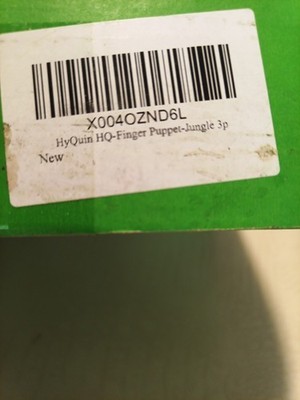 X004OZND6L
HyQuin HQ-Finger Puppet-Jungle 3p
New